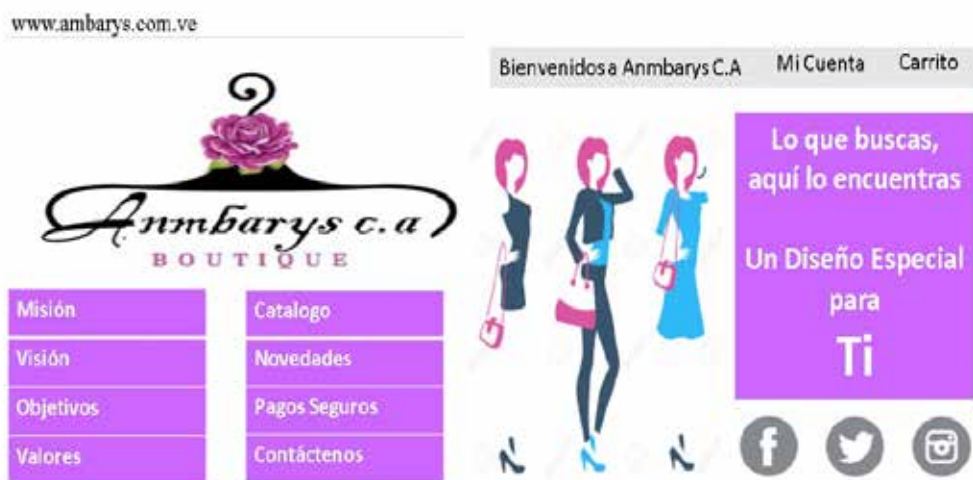 www.ambarys.com.ve
Anmbarys c.a
BOUTIQUE
Misión
Visión
Objetivos
Valores
Catalogo
Novedades
Pagos Seguros
Contáctenos
Bienvenidos a Anmbarys C.A
Mi Cuenta
Carrito
Lo que buscas,
aquí lo encuentras
Un Diseño Especial
para
Ti